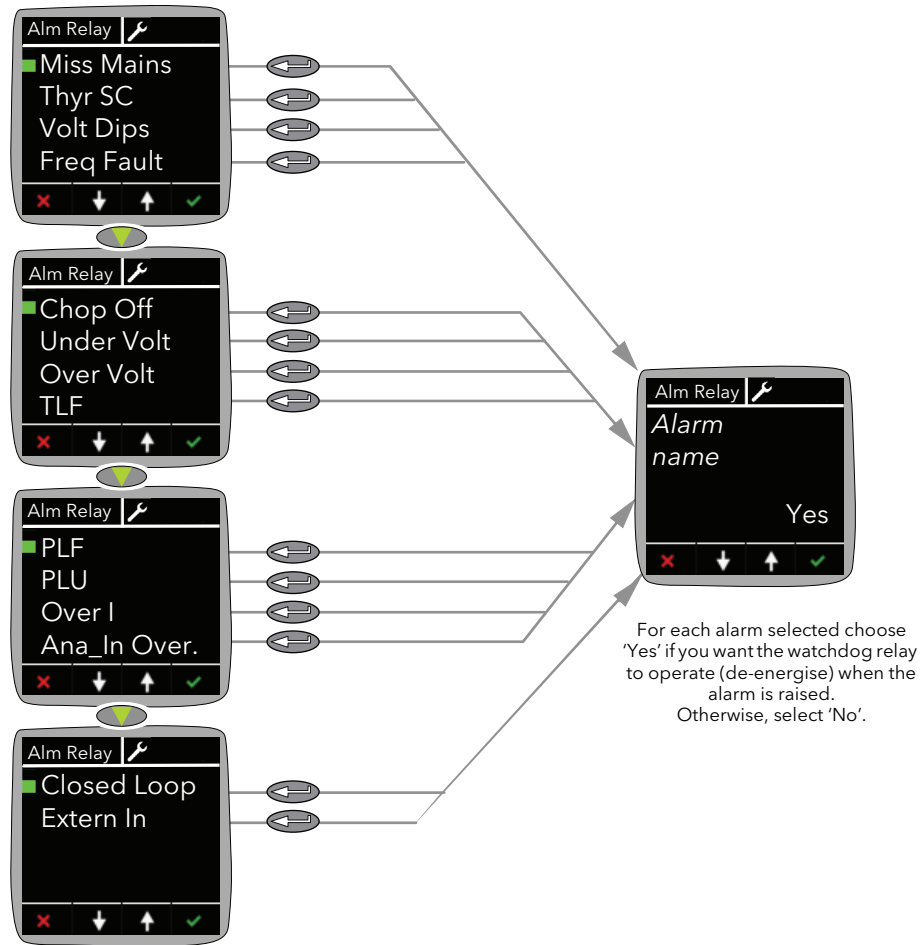 Alm Relay
Miss Mains
Thyr SC
Volt Dips
Freq Fault
Alm Relay
Chop Off
Under Volt
Over Volt
TLF
Alm Relay
PLF
PLU
Over I
Ana_In Over.
Alm Relay
Closed Loop
Extern In
Alm Relay
Alarm
name
Yes
For each alarm selected choose
‘Yes’ if you want the watchdog relay
to operate (de-energise) when the
alarm is raised.
Otherwise, select ‘No’.